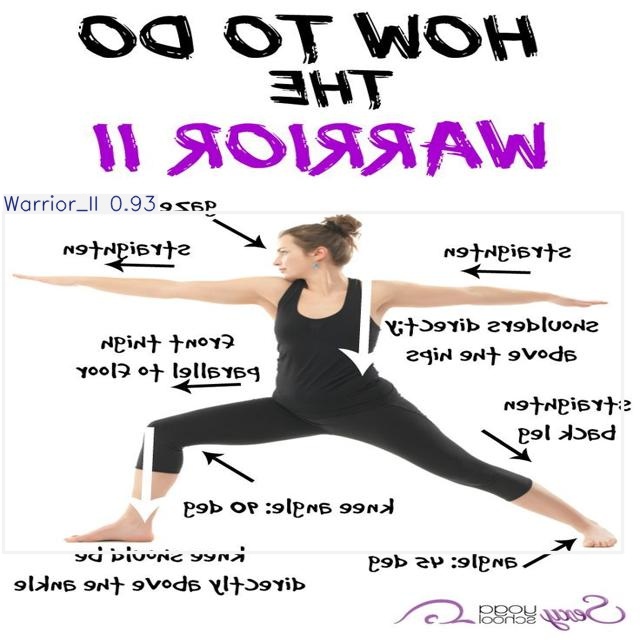 HOW TO DO
THE
WARRIOR II
Warrior_II 0.93
gaze
straighten
straighten
shoulders directly
above the hips
front thigh
parallel to floor
straighten
back leg
knee angle: 90 deg
angle: 45 deg
knee should be
directly above the ankle
Sexy yoga
school